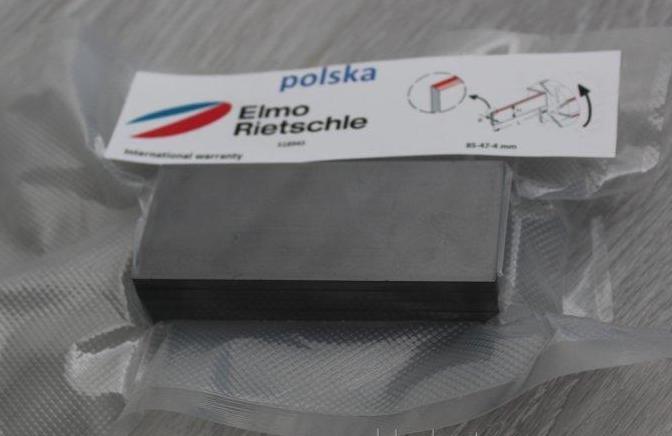 polska
Elmo
Rietschle
International warranty
85-47-4 mm